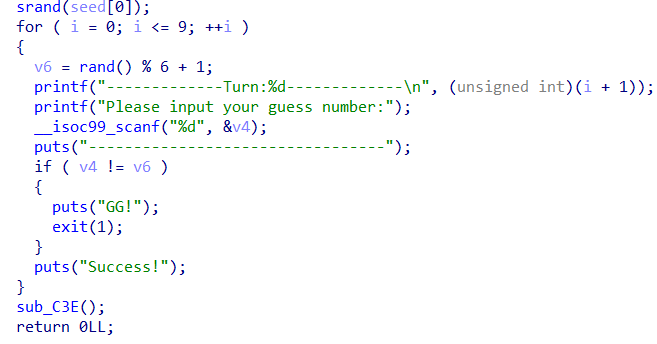 srand(seed[0]);
for ( i = 0; i <= 9; ++i )
{
v6 = rand() % 6 + 1;
printf("-------------Turn:%d-------------\n", (unsigned int)(i + 1));
printf("Please input your guess number:");
__isoc99_scanf("%d", &v4);
puts("---------------------------------");
if ( v4 != v6 )
{
puts("GG!");
exit(1);
}
puts("Success!");
}
sub_C3E();
return 0LL;